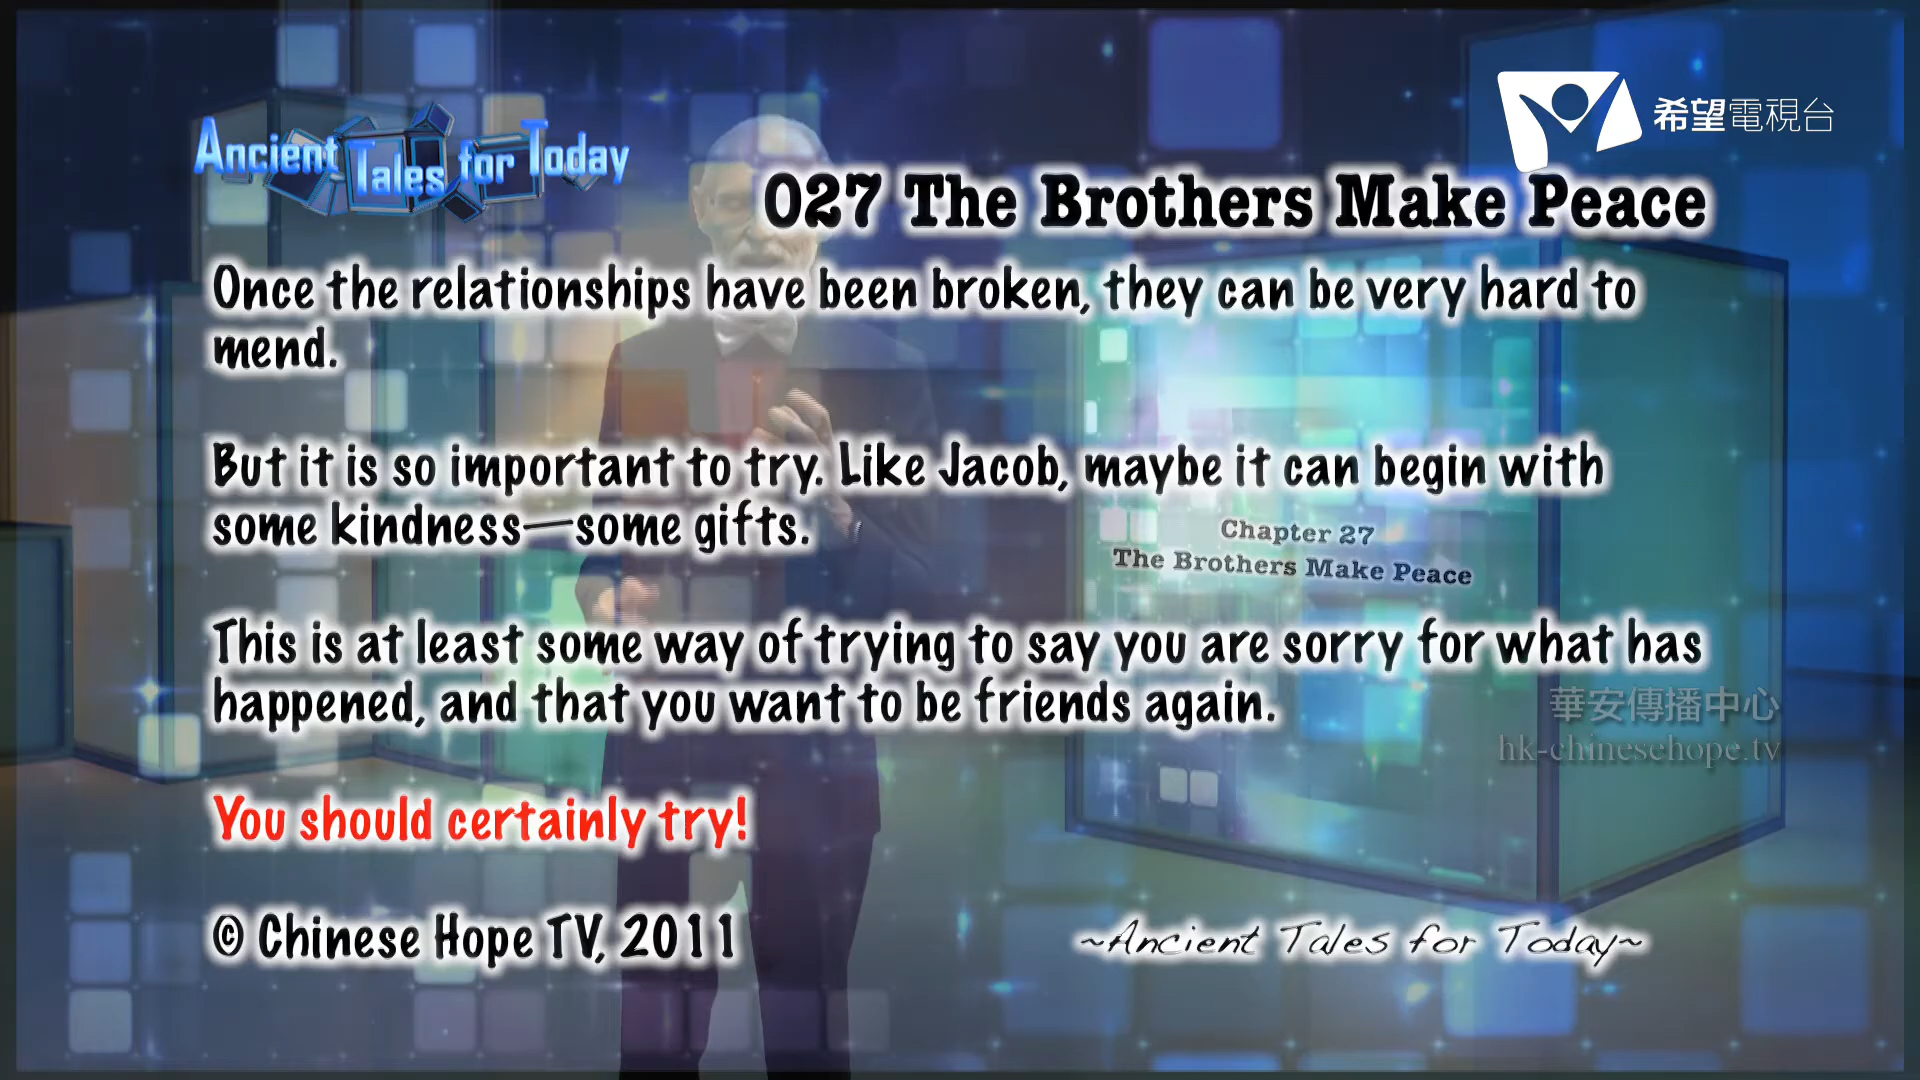 希望電視台
Ancient Tales for Today
027 The Brothers Make Peace
Once the relationships have been broken, they can be very hard to
mend.
But it is so important to try. Like Jacob, maybe it can begin with
some kindness—some gifts.
Chapter 27
The Brothers Make Peace
This is at least some way of trying to say you are sorry for what has
happened, and that you want to be friends again.
華安傳播中心
hk-chinesehope.tv
You should certainly try!
© Chinese Hope TV, 2011
~Ancient Tales for Today~